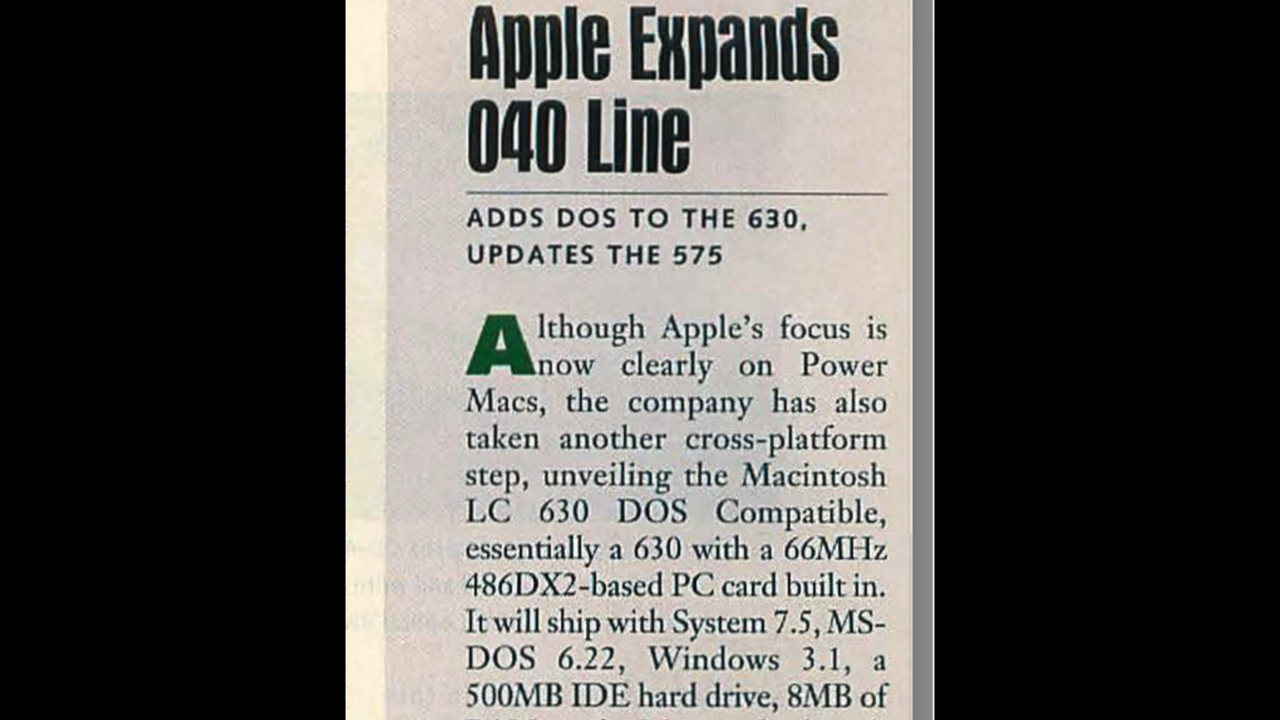 Apple Expands
040 Line
ADDS DOS TO THE 630,
UPDATES THE 575
Although Apple's focus is
now clearly on Power
Macs, the company has also
taken another cross-platform
step, unveiling the Macintosh
LC 630 DOS Compatible,
essentially a 630 with a 66MHz
486DX2-based PC card built in.
It will ship with System 7.5, MS-
DOS 6.22, Windows 3.1, a
500MB IDE hard drive, 8MB of